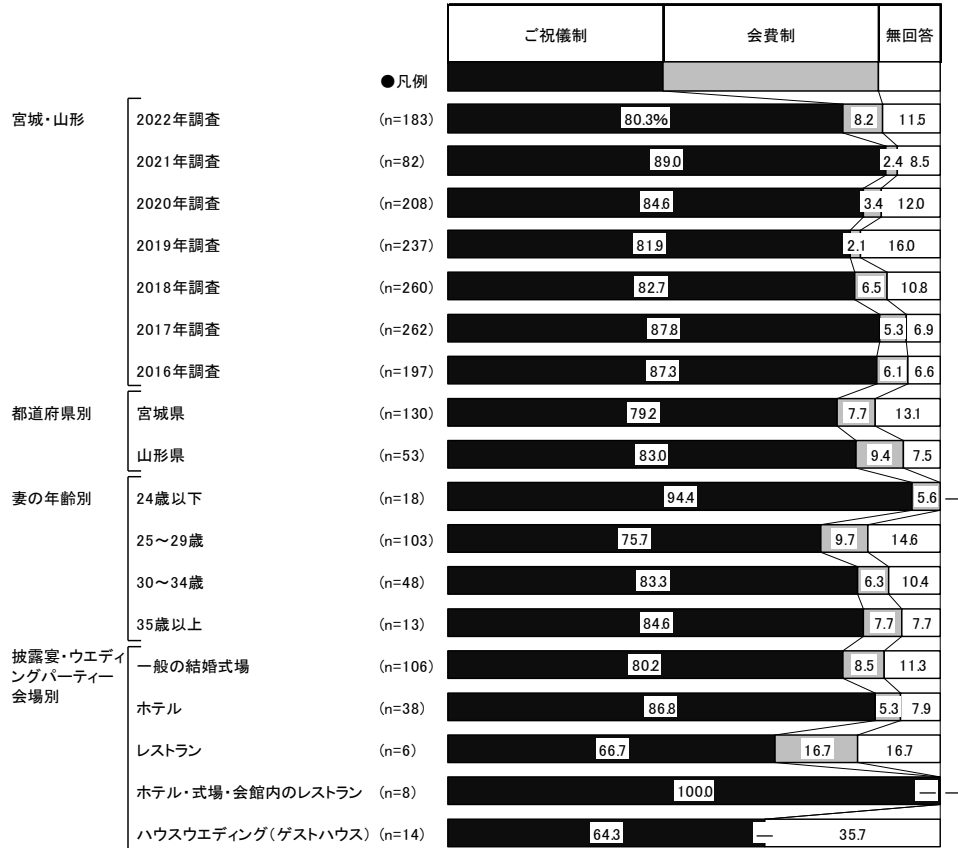 ご祝儀制 会費制 無回答
●凡例
宮城・山形 2022年調査 (n=183) 80.3% 8.2 11.5
2021年調査 (n=82) 89.0 2.4 8.5
2020年調査 (n=208) 84.6 3.4 12.0
2019年調査 (n=237) 81.9 2.1 16.0
2018年調査 (n=260) 82.7 6.5 10.8
2017年調査 (n=262) 87.8 5.3 6.9
2016年調査 (n=197) 87.3 6.1 6.6
都道府県別 宮城県 (n=130) 79.2 7.7 13.1
山形県 (n=53) 83.0 9.4 7.5
妻の年齢別 24歳以下 (n=18) 94.4 5.6 —
25～29歳 (n=103) 75.7 9.7 14.6
30～34歳 (n=48) 83.3 6.3 10.4
35歳以上 (n=13) 84.6 7.7 7.7
披露宴・ウエディ
ングパーティー
会場別
一般の結婚式場 (n=106) 80.2 8.5 11.3
ホテル (n=38) 86.8 5.3 7.9
レストラン (n=6) 66.7 16.7 16.7
ホテル・式場・会館内のレストラン (n=8) 100.0 — —
ハウスウエディング(ゲストハウス) (n=14) 64.3 — 35.7